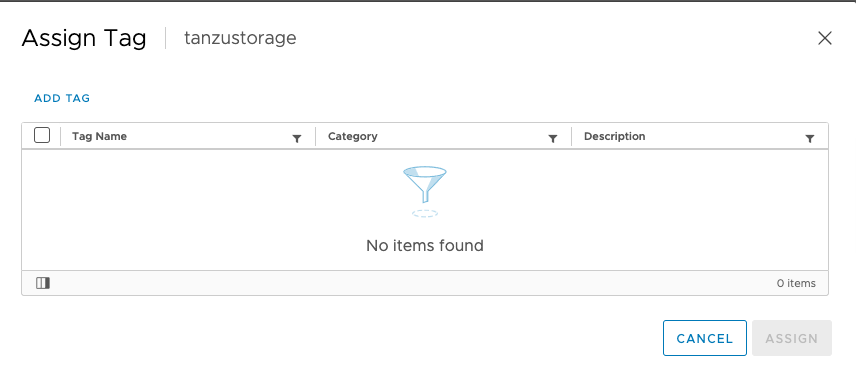 Assign Tag tanzustorage
ADD TAG
Tag Name Category Description
No items found
0 items
CANCEL ASSIGN